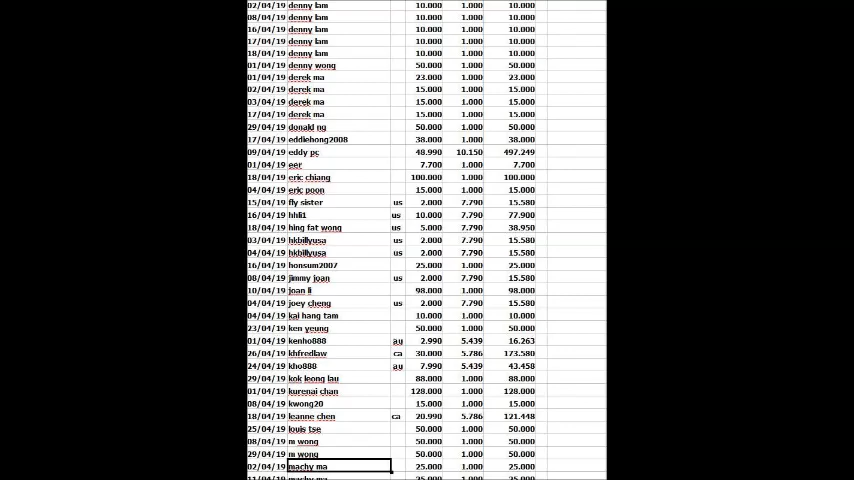 02/04/19 denny lam 10.000 1.000 10.000
08/04/19 denny lam 10.000 1.000 10.000
16/04/19 denny lam 10.000 1.000 10.000
17/04/19 denny lam 10.000 1.000 10.000
18/04/19 denny lam 10.000 1.000 10.000
29/04/19 denny wong 50.000 1.000 50.000
01/04/19 derek ma 23.000 1.000 23.000
02/04/19 derek ma 15.000 1.000 15.000
03/04/19 derek ma 15.000 1.000 15.000
17/04/19 derek ma 15.000 1.000 15.000
29/04/19 donald ng 50.000 1.000 50.000
17/04/19 eddiehong2008 38.000 1.000 38.000
09/04/19 eddy pc 48.990 10.150 497.249
01/04/19 eer 7.700 1.000 7.700
18/04/19 eric chiang 100.000 1.000 100.000
04/04/19 eric poon 15.000 1.000 15.000
15/04/19 fly sister us 2.000 7.790 15.580
16/04/19 hhli1 us 10.000 7.790 77.900
18/04/19 hing fat wong us 5.000 7.790 38.950
03/04/19 hkbillyusa us 2.000 7.790 15.580
04/04/19 hkbillyusa us 2.000 7.790 15.580
16/04/19 honsum2007 25.000 1.000 25.000
08/04/19 jimmy joan us 2.000 7.790 15.580
10/04/19 joan li 98.000 1.000 98.000
04/04/19 joey cheng us 2.000 7.790 15.580
04/04/19 kai hang tam 10.000 1.000 10.000
23/04/19 ken yeung 50.000 1.000 50.000
01/04/19 kenho888 au 2.990 5.439 16.263
26/04/19 khfredlaw ca 30.000 5.786 173.580
24/04/19 kho888 au 7.990 5.439 43.458
29/04/19 kok leong lau 88.000 1.000 88.000
01/04/19 kurenai chan 128.000 1.000 128.000
08/04/19 kwong20 15.000 1.000 15.000
18/04/19 leanne chen ca 20.990 5.786 121.448
25/04/19 louis tse 50.000 1.000 50.000
08/04/19 m wong 50.000 1.000 50.000
29/04/19 m wong 50.000 1.000 50.000
02/04/19 machy ma 25.000 1.000 25.000
11/04/19 machy ma 25.000 1.000 25.000